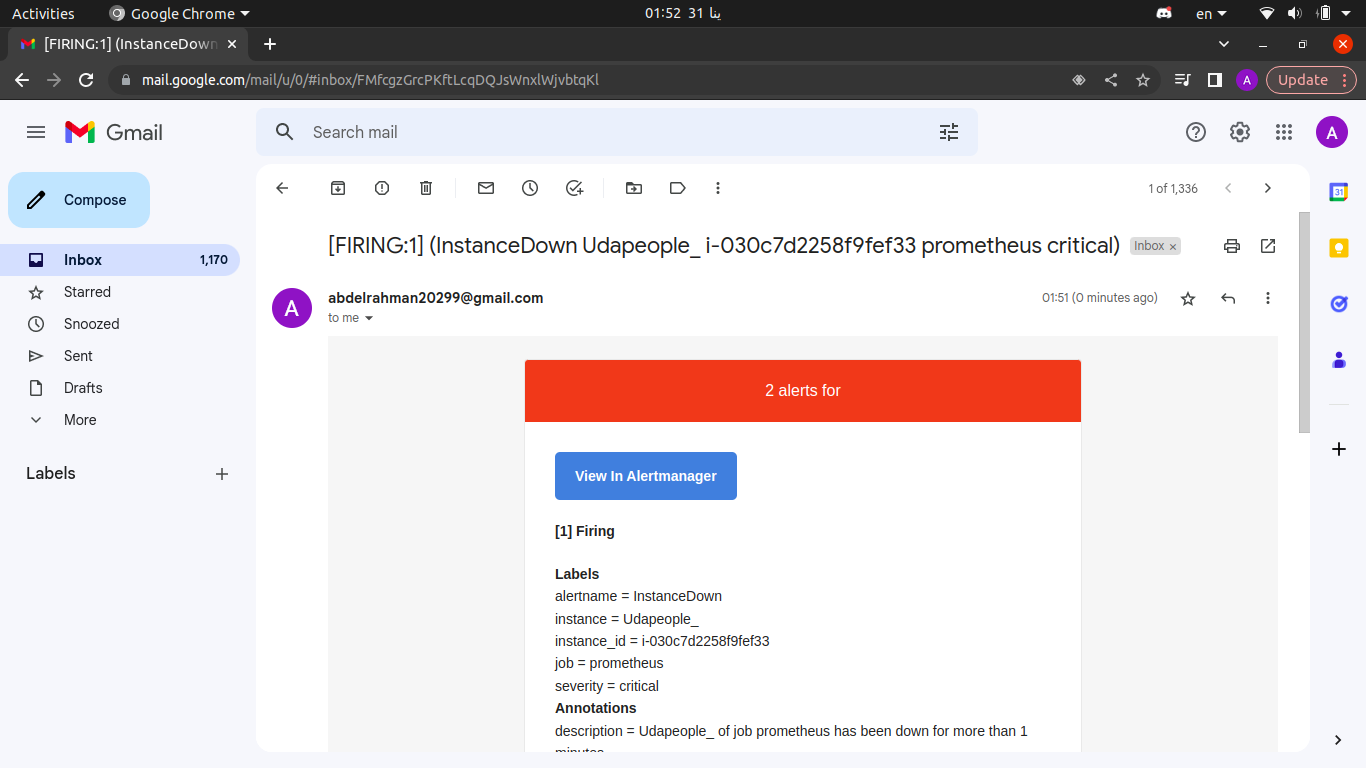 Activities
Google Chrome
01:52 31 ينا
en
[FIRING:1] (InstanceDown
mail.google.com/mail/u/0/#inbox/FMfcgzGrcPKftLcqDQJsWnxlWjvbtqKl
A
Update
Gmail
Search mail
A
Compose
1 of 1,336
31
[FIRING:1] (InstanceDown Udapeople_ i-030c7d2258f9fef33 prometheus critical)
Inbox ×
Inbox 1,170
Starred
Snoozed
Sent
Drafts
More
Labels
A
abdelrahman20299@gmail.com
01:51 (0 minutes ago)
to me
2 alerts for
View In Alertmanager
[1] Firing
Labels
alertname = InstanceDown
instance = Udapeople_
instance_id = i-030c7d2258f9fef33
job = prometheus
severity = critical
Annotations
description = Udapeople_ of job prometheus has been down for more than 1
minutes